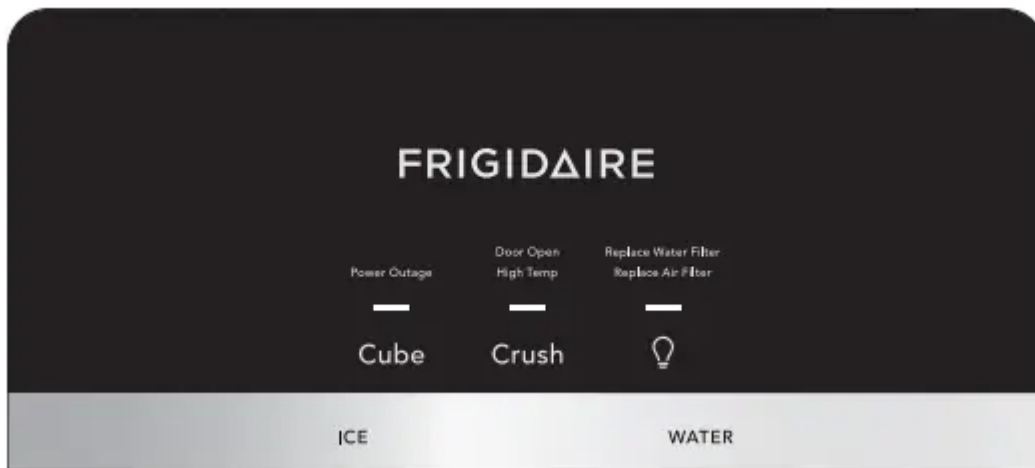 FRIGIDAIRE
Door Open Replace Water Filter
Power Outage High Temp Replace Air Filter
Cube Crush
ICE WATER